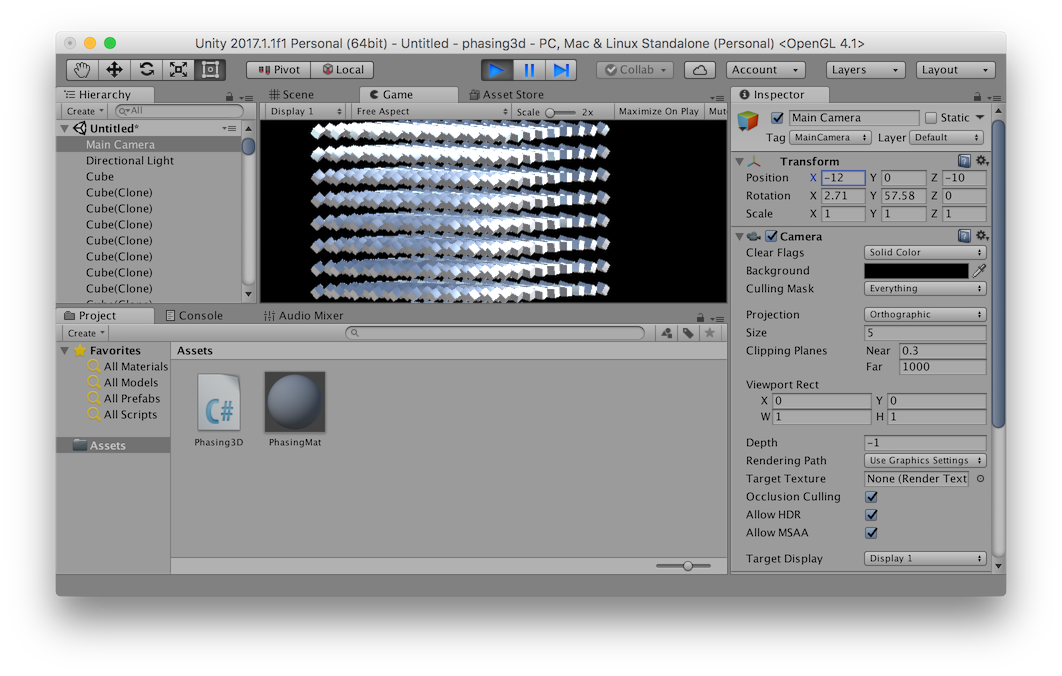 Unity 2017.1.1f1 Personal (64bit) - Untitled - phasing3d - PC, Mac & Linux Standalone (Personal) <OpenGL 4.1>
Pivot Local Collab Account Layers Layout
Hierarchy
Create All
Untitled*
Main Camera
Directional Light
Cube
Cube(Clone)
Cube(Clone)
Cube(Clone)
Cube(Clone)
Cube(Clone)
Cube(Clone)
Cube(Clone)
Cube(Clone)
Scene Game Asset Store
Display 1 Free Aspect Scale 2x Maximize On Play Mut
Project Console Audio Mixer
Create
Favorites
All Materials
All Models
All Prefabs
All Scripts
Assets
Assets
C#
Phasing3D PhasingMat
Inspector
Main Camera Static
Tag MainCamera Layer Default
Transform
Position X -12 Y 0 Z -10
Rotation X 2.71 Y 57.58 Z 0
Scale X 1 Y 1 Z 1
Camera
Clear Flags Solid Color
Background
Culling Mask Everything
Projection Orthographic
Size 5
Clipping Planes Near 0.3
Far 1000
Viewport Rect
X 0 Y 0
W 1 H 1
Depth -1
Rendering Path Use Graphics Settings
Target Texture None (Render Text
Occlusion Culling
Allow HDR
Allow MSAA
Target Display Display 1